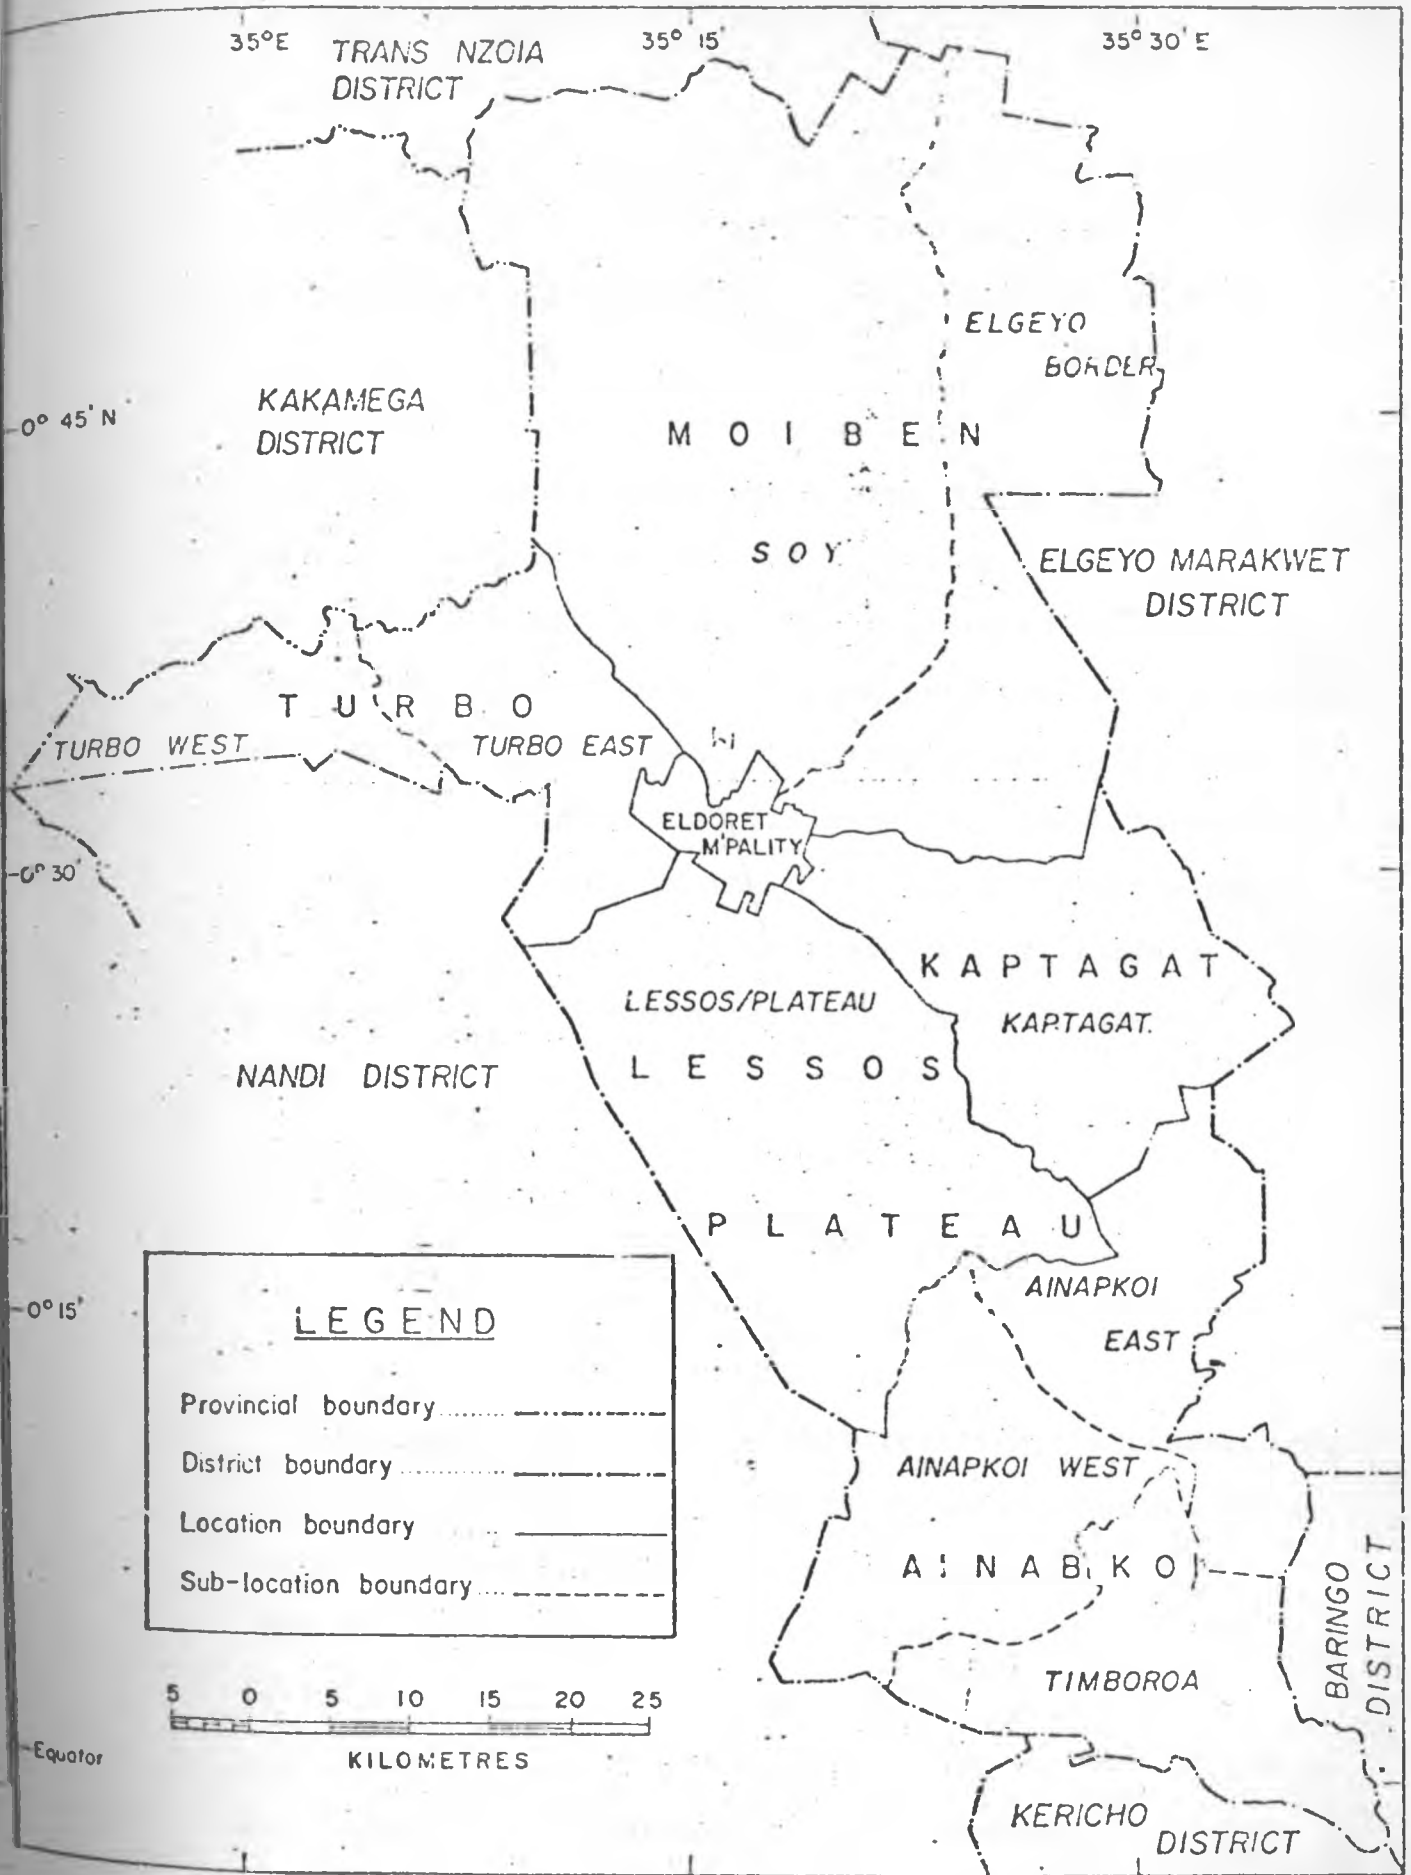 35°E
35° 15'
35° 30' E
TRANS NZOIA
DISTRICT
ELGEYO
BORDER
KAKAMEGA
DISTRICT
0° 45' N
M O I B E N
S O Y
ELGEYO MARAKWET
DISTRICT
T U R B O
TURBO WEST
TURBO EAST
ELDORET
M'PALITY
0° 30'
K A P T A G A T
KAPTAGAT
LESSOS/PLATEAU
L E S S O S
NANDI DISTRICT
P L A T E A U
AINAPKOI
EAST
0° 15'
LEGEND
Provincial boundary
District boundary
Location boundary
Sub-location boundary
AINAPKOI WEST
A I N A B K O I
BARINGO
DISTRICT
TIMBOROA
5 0 5 10 15 20 25
KILOMETRES
Equator
KERICHO
DISTRICT